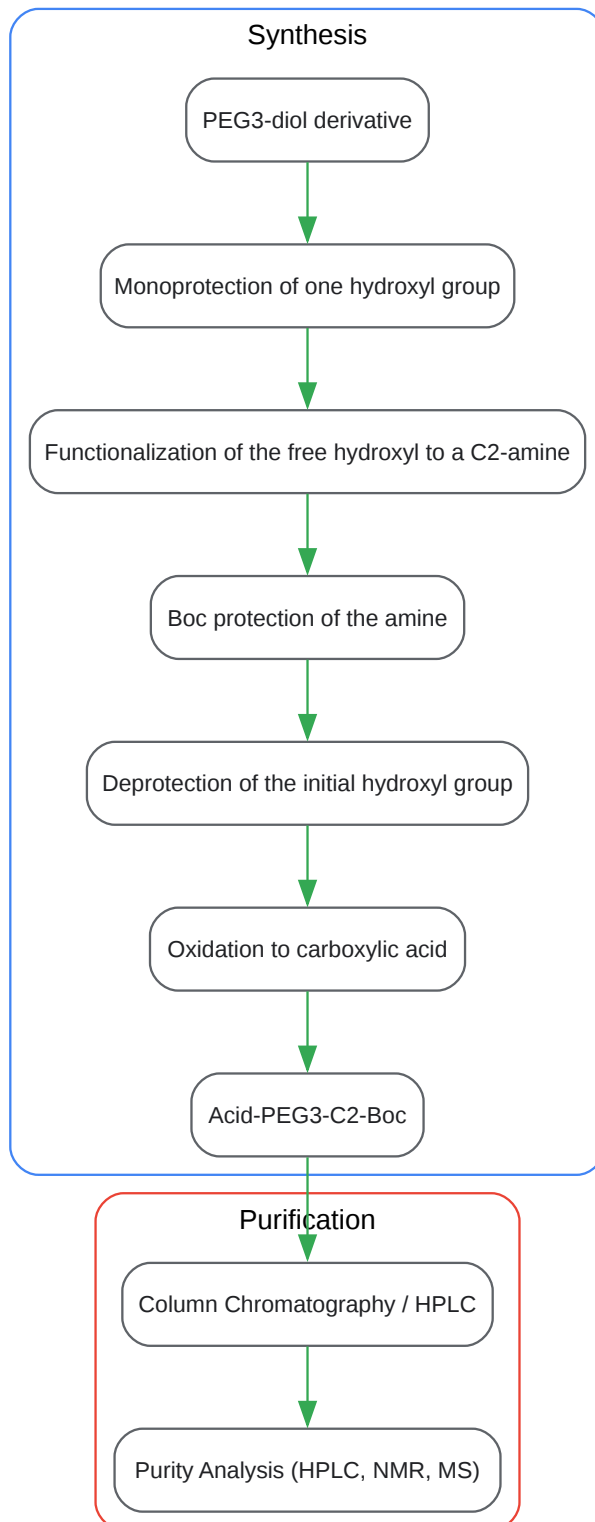 Synthesis
PEG3-diol derivative
Monoprotection of one hydroxyl group
Functionalization of the free hydroxyl to a C2-amine
Boc protection of the amine
Deprotection of the initial hydroxyl group
Oxidation to carboxylic acid
Acid-PEG3-C2-Boc
Purification
Column Chromatography / HPLC
Purity Analysis (HPLC, NMR, MS)